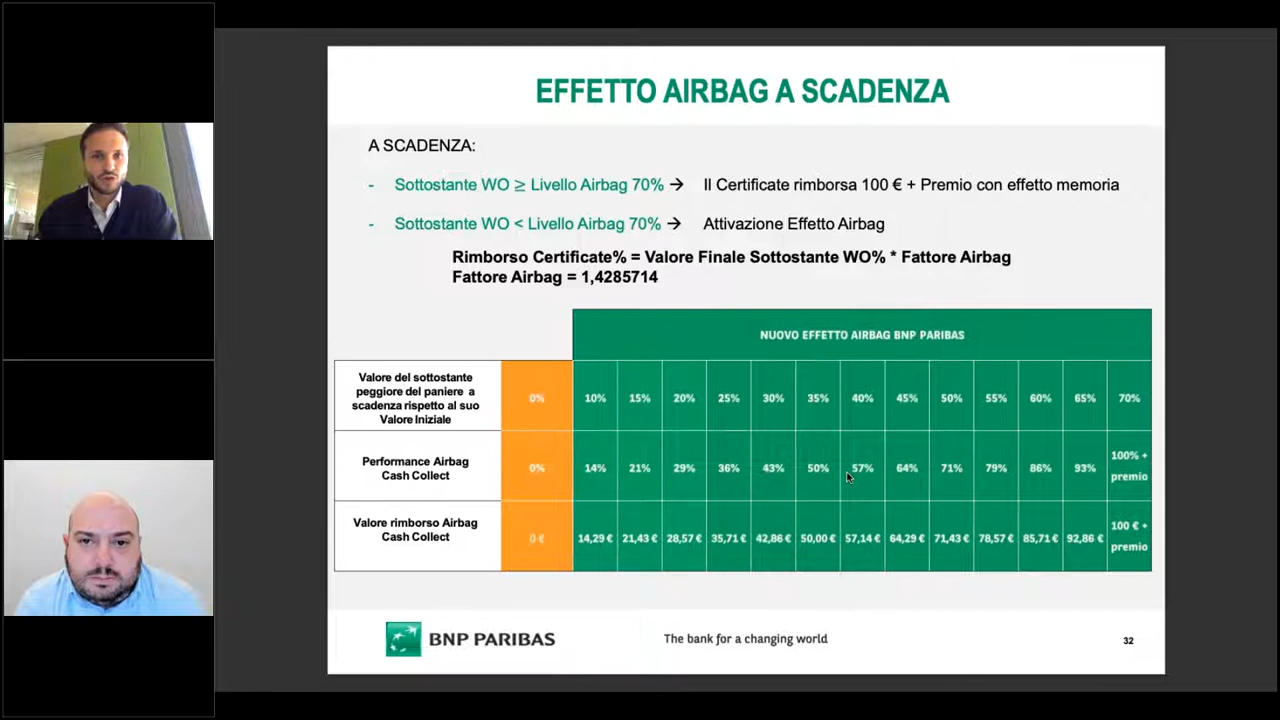 EFFETTO AIRBAG A SCADENZA
A SCADENZA:
- Sottostante WO ≥ Livello Airbag 70% → Il Certificate rimborsa 100 € + Premio con effetto memoria
- Sottostante WO < Livello Airbag 70% → Attivazione Effetto Airbag
Rimborso Certificate% = Valore Finale Sottostante WO% * Fattore Airbag
Fattore Airbag = 1,4285714
NUOVO EFFETTO AIRBAG BNP PARIBAS
Valore del sottostante
peggiore del paniere a
scadenza rispetto al suo
Valore Iniziale
0% 10% 15% 20% 25% 30% 35% 40% 45% 50% 55% 60% 65% 70%
Performance Airbag
Cash Collect
0% 14% 21% 29% 36% 43% 50% 57% 64% 71% 79% 86% 93% 100% +
premio
Valore rimborso Airbag
Cash Collect
0 € 14,29 € 21,43 € 28,57 € 35,71 € 42,86 € 50,00 € 57,14 € 64,29 € 71,43 € 78,57 € 85,71 € 92,86 € 100 € +
premio
BNP PARIBAS
The bank for a changing world
32